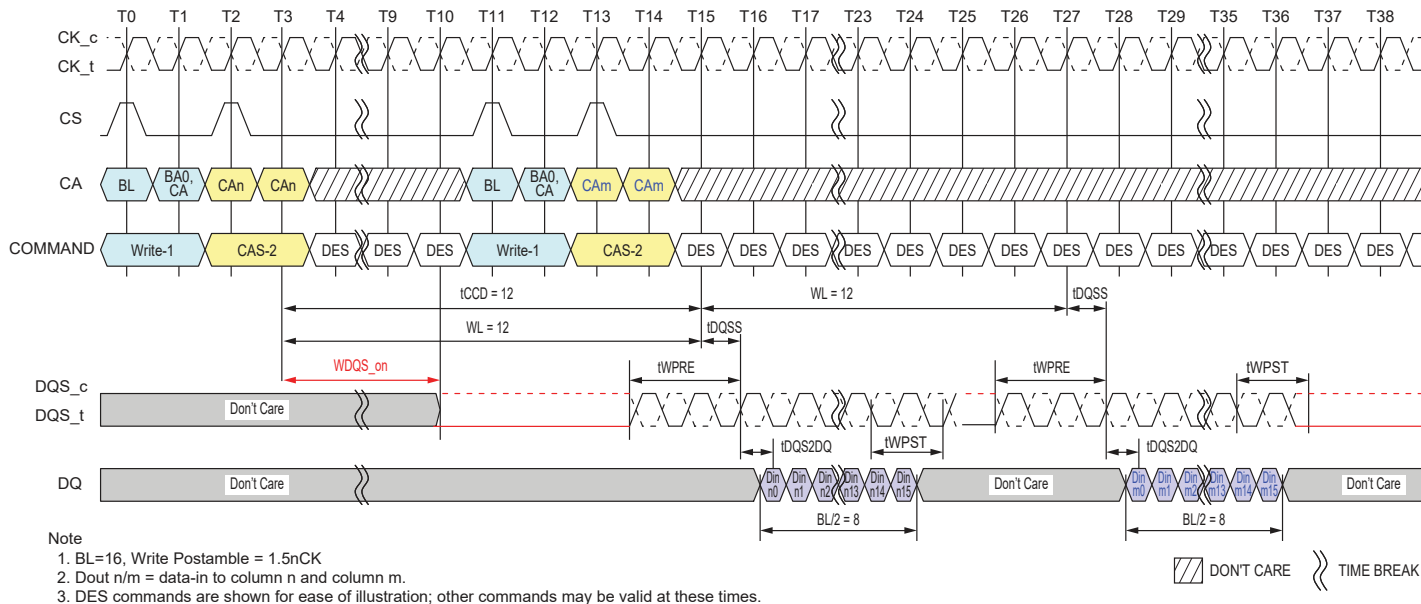 T0 T1 T2 T3 T4 T9 T10 T11 T12 T13 T14 T15 T16 T17 T23 T24 T25 T26 T27 T28 T29 T35 T36 T37 T38
CK_c
CK_t
CS
CA
BL
BA0, CA
CAn
CAn
BL
BA0, CA
CAm
CAm
COMMAND
Write-1
CAS-2
DES
DES
DES
Write-1
CAS-2
DES
DES
DES
DES
DES
DES
DES
DES
DES
DES
DES
DES
DES
DES
tCCD = 12
WL = 12
tDQSS
WL = 12
tDQSS
WDQS_on
tWPRE
tWPRE
tWPST
DQS_c
DQS_t
Don't Care
tDQS2DQ
tWPST
tDQS2DQ
DQ
Don't Care
Din n0
Din n1
Din n2
Din n13
Din n14
Din n15
Don't Care
Din m0
Din m1
Din m2
Din m13
Din m14
Din m15
Don't Care
BL/2 = 8
BL/2 = 8
Note
1. BL=16, Write Postamble = 1.5nCK
2. Dout n/m = data-in to column n and column m.
3. DES commands are shown for ease of illustration; other commands may be valid at these times.
DON'T CARE
TIME BREAK